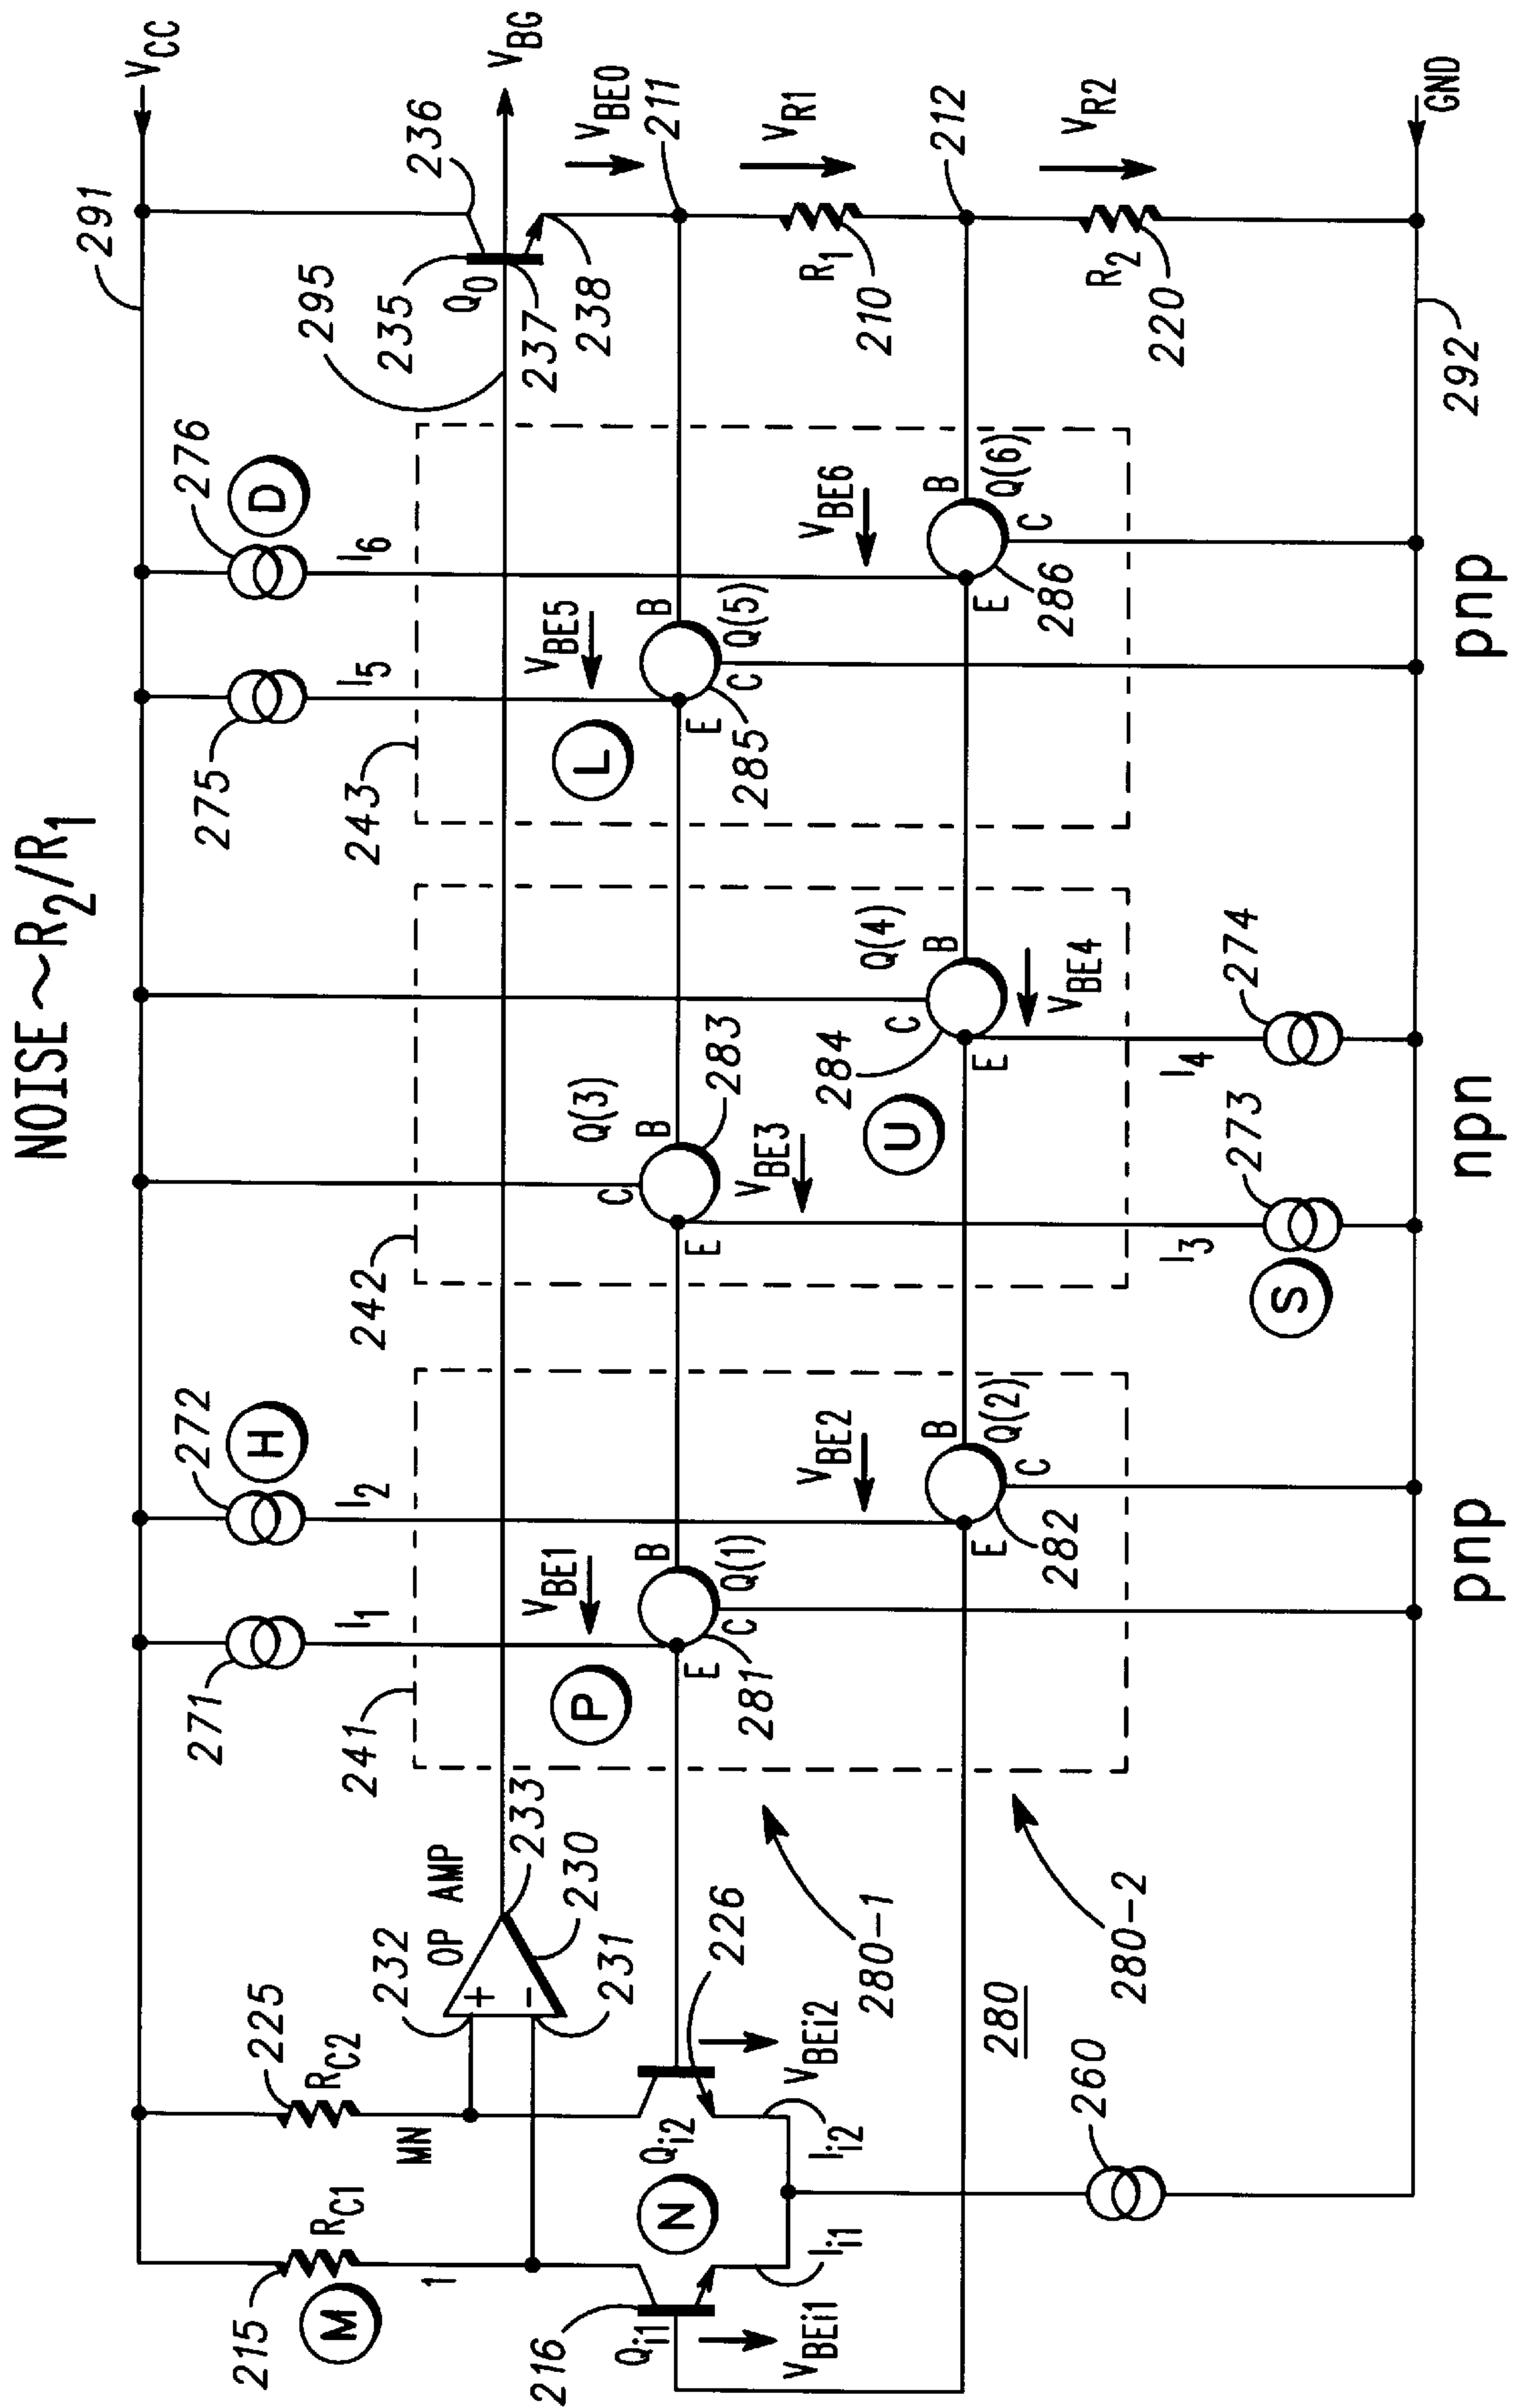 NOISE ~ R2/R1
291
VCC
272
H
276
D
271
275
I1
I2
I5
I6
236
235
Q0
295
VBG
237
238
VBE0
211
VR1
R1
210
212
VR2
R2
220
GND
292
215
M
RC1
1
225
RC2
MN
232
OP AMP
+
-
233
230
231
241
242
243
P
VBE1
B
Q(1)
C
E
281
VBE2
B
Q(2)
C
E
282
Q(3)
C
B
283
E
VBE3
Q(4)
C
B
284
E
VBE4
U
L
VBE5
B
Q(5)
C
E
285
VBE6
B
Q(6)
C
E
286
216
Qi1
VBEi1
N
Qi2
226
VBEi2
Ii1
Ii2
280-1
280
280-2
260
I3
273
S
I4
274
pnp
npn
pnp